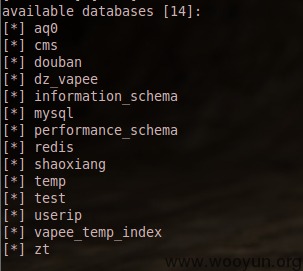 available databases [14]:
[*] aq0
[*] cms
[*] douban
[*] dz_vapee
[*] information_schema
[*] mysql
[*] performance_schema
[*] redis
[*] shaoxiang
[*] temp
[*] test
[*] userip
[*] vapee_temp_index
[*] zt
www.wooyun.org